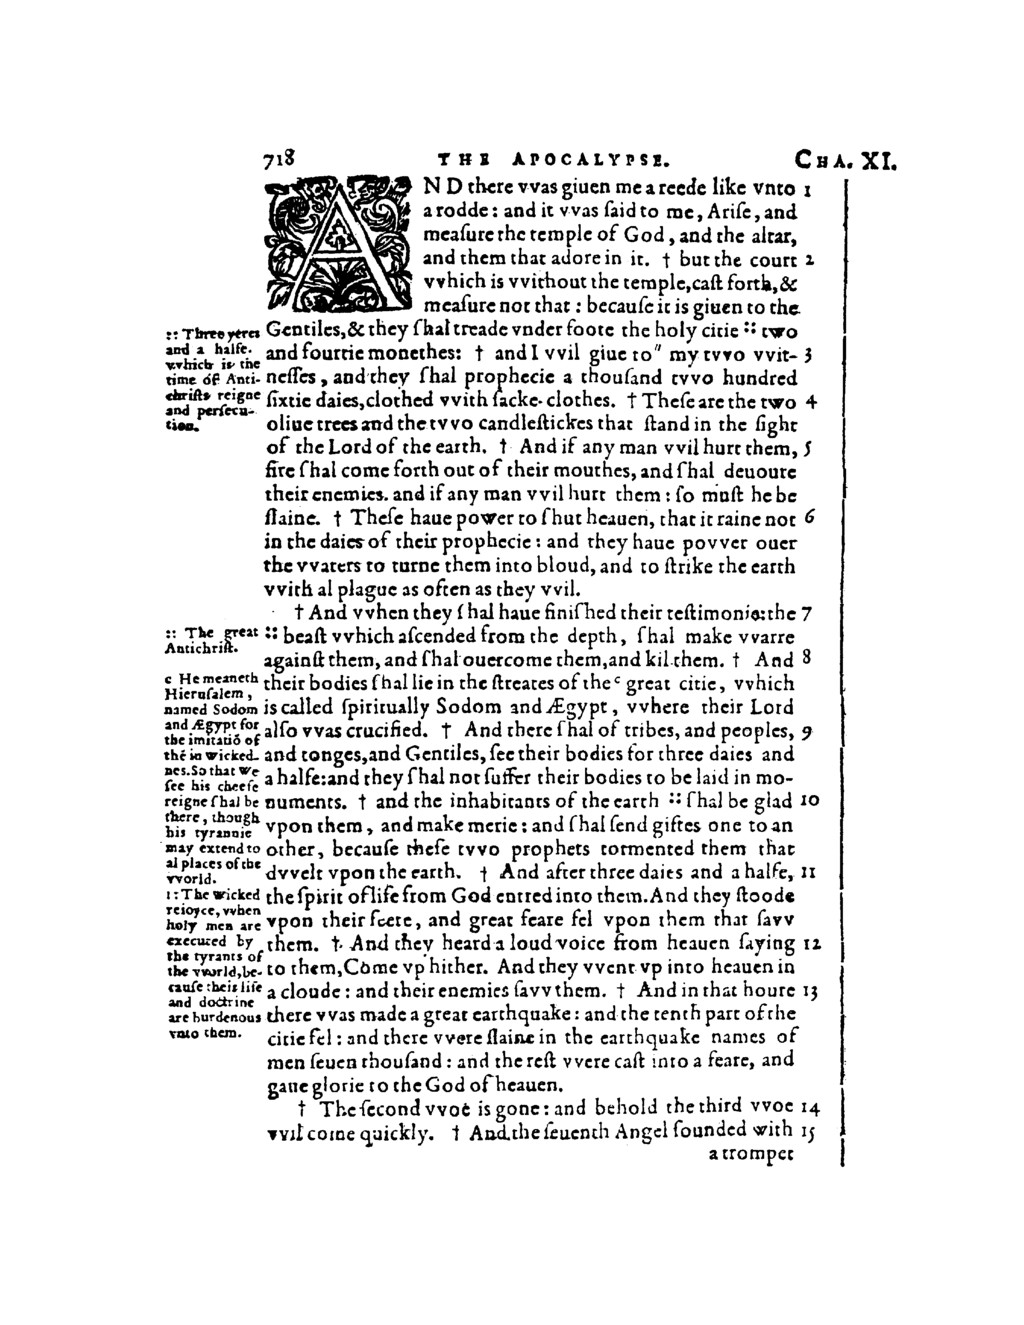 718 THE APOCALYPSE. CHA. XI.
AND there vvas giuen me a reede like vnto 1
a rodde: and it vvas ſaid to me, Ariſe, and
meaſure the temple of God, and the altar,
and them that adore in it. † but the court 2
vvhich is vvithout the temple, caſt forth, &
meaſure not that: becauſe it is giuen to the
Gentiles, & they ſhal treade vnder foote the holy citie :: two
and fourtie monethes: † and I vvil giue to" my tvvo vvit- 3
neſſes, and they ſhal prophecie a thouſand tvvo hundred
ſixtie daies, clothed vvith ſacke-clothes. † Theſe are the two 4
oliue trees and the tvvo candleſtickes that ſtand in the ſight
of the Lord of the earth. † And if any man vvil hurt them, 5
fire ſhal come forth out of their mouthes, and ſhal deuoure
their enemies. and if any man vvil hurt them: ſo muſt he be
ſlaine. † Theſe haue power to ſhut heauen, that it raine not 6
in the daies of their prophecie: and they haue povver ouer
the vvaters to turne them into bloud, and to ſtrike the earth
vvith al plague as often as they vvil.
† And vvhen they ſhal haue finiſhed their teſtimonie: the 7
:: beaſt vvhich aſcended from the depth, ſhal make vvarre
againſt them, and ſhal ouercome them, and kil them. † And 8
their bodies ſhal lie in the ſtreates of the c great citie, vvhich
is called ſpiritually Sodom and Ægypt, vvhere their Lord
alſo vvas crucified. † And there ſhal of tribes, and peoples, 9
and tonges, and Gentiles, ſee their bodies for three daies and
a halfe: and they ſhal not ſuffer their bodies to be laid in mo-
numents. † and the inhabitants of the earth :: ſhal be glad 10
vpon them, and make merie: and ſhal ſend giftes one to an
other, becauſe theſe tvvo prophets tormented them that
dvvelt vpon the earth. † And after three daies and a halfe, 11
the ſpirit of life from God entred into them. And they ſtoode
vpon their feete, and great feare fel vpon them that ſavv
them. † And they heard a loud voice from heauen ſaying 12
to them, Come vp hither. And they vvent vp into heauen in
a cloude: and their enemies ſavv them. † And in that houre 13
there vvas made a great earthquake: and the tenth part of the
citie fel: and there vvere ſlaine in the earthquake names of
men ſeuen thouſand: and the reſt vvere caſt into a feare, and
gaue glorie to the God of heauen.
† The ſecond vvoe is gone: and behold the third vvoe 14
vvil come quickly. † And the ſeuenth Angel ſounded with 15
a trompet
:: Three yeres
and a halfe.
vvhich is the
time of Anti-
chriſts reigne
and perſecu-
tion.
:: The great
Antichriſt.
c He meaneth
Hieruſalem,
named Sodom
and Ægypt for
the imitatiõ of
thẽ in wicked-
nes. So that we
ſee his cheefe
reigne ſhal be
there, though
his tyrannie
may extend to
al places of the
vvorld.
:: The wicked
reioyce, vvhen
holy men are
executed by
the tyrants of
the vvorld, be-
cauſe their life
and doctrine
are burdenous
vnto them.